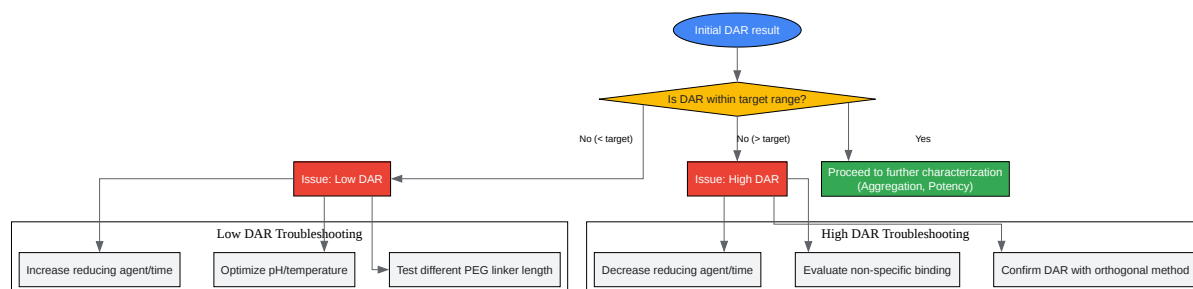 Initial DAR result
Is DAR within target range?
No (< target)
No (> target)
Yes
Issue: Low DAR
Issue: High DAR
Proceed to further characterization
(Aggregation, Potency)
Low DAR Troubleshooting
High DAR Troubleshooting
Increase reducing agent/time
Optimize pH/temperature
Test different PEG linker length
Decrease reducing agent/time
Evaluate non-specific binding
Confirm DAR with orthogonal method